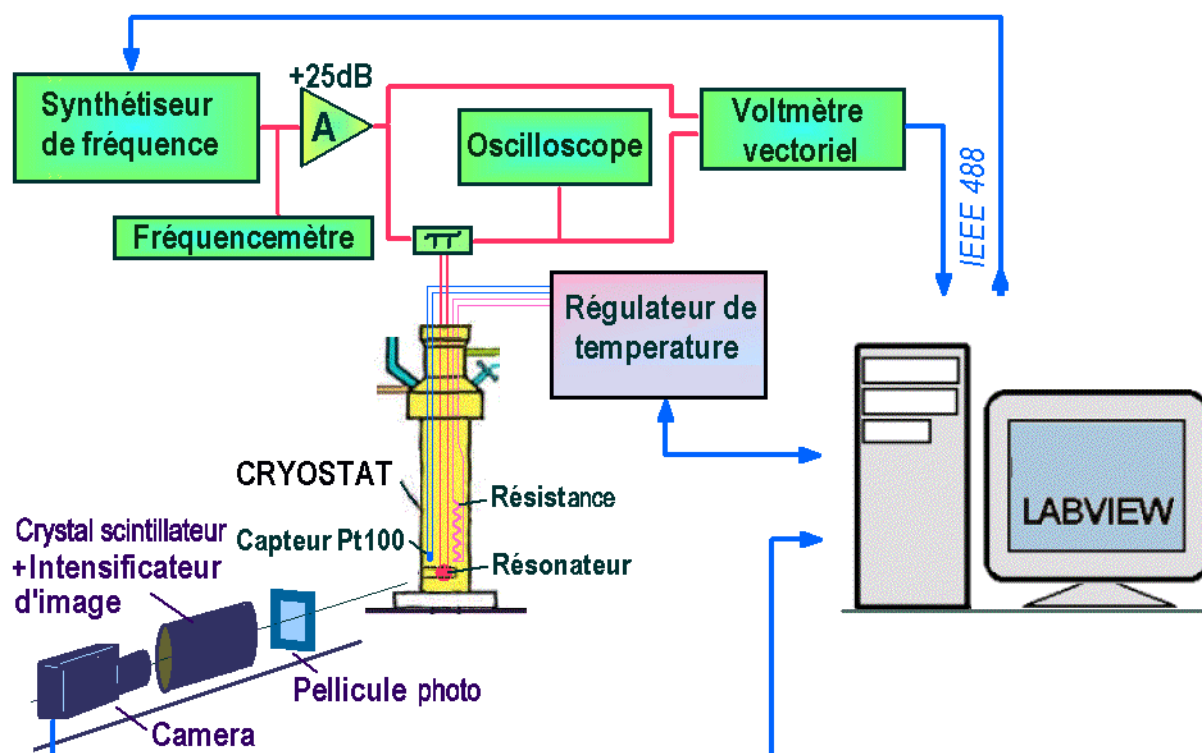 +25dB
Synthétiseur
de fréquence
A
Oscilloscope
Voltmètre
vectoriel
Fréquencemètre
IEEE 488
Régulateur de
temperature
CRYOSTAT
Résistance
Capteur Pt100
Résonateur
Crystal scintillateur
+Intensificateur
d'image
Pellicule photo
Camera
LABVIEW